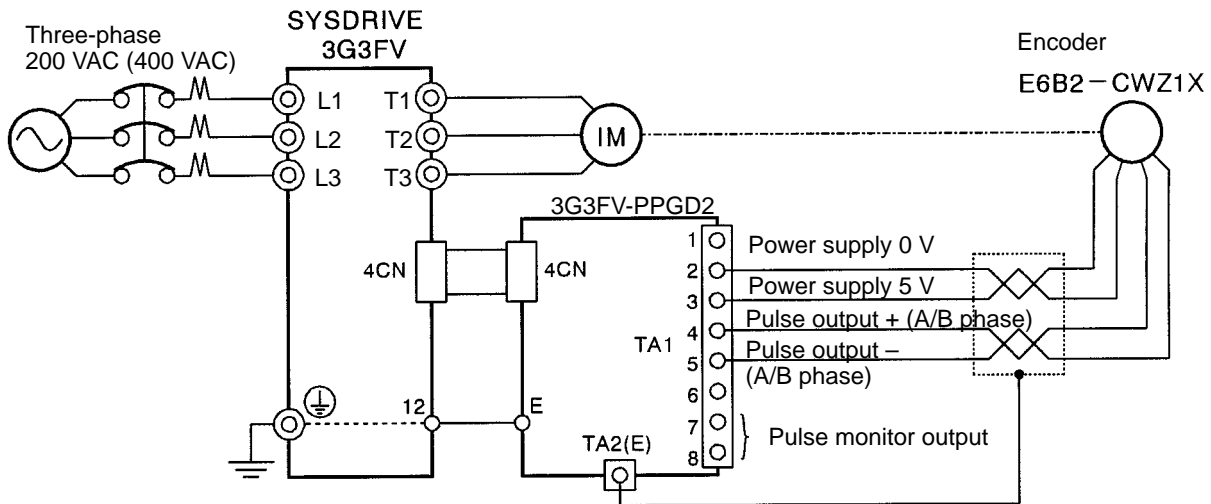 SYSDRIVE
3G3FV
Three-phase
200 VAC (400 VAC)
Encoder
E6B2-CWZ1X
L1
T1
L2
T2
IM
L3
T3
3G3FV-PPGD2
4CN
4CN
1
Power supply 0 V
2
Power supply 5 V
3
Pulse output + (A/B phase)
4
TA1
Pulse output –
(A/B phase)
5
6
12
E
7
Pulse monitor output
8
TA2(E)